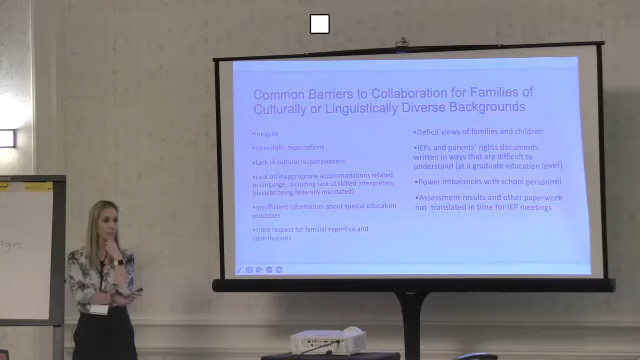 Common Barriers to Collaboration for Families of
Culturally or Linguistically Diverse Backgrounds
•Inequity
•Unrealistic expectations
•Lack of cultural responsiveness
•Lack of/inappropriate accommodations related
to language, including lack of skilled interpreters
(despite being federally mandated)
•Insufficient information about special education
processes
•Little respect for familial expertise and
contributions
•Deficit views of families and children
•IEPs and parents' rights documents
written in ways that are difficult to
understand (at a graduate education level)
•Power imbalances with school personnel
•Assessment results and other paperwork
not translated in time for IEP meetings